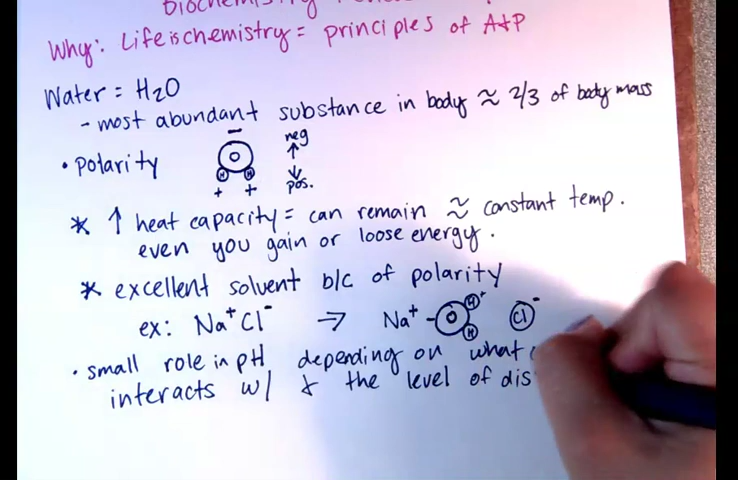 Biochemistry
Why: Life is chemistry = principles of A+P
Water = H2O
- most abundant substance in body ≈ 2/3 of body mass
• polarity
−
neg
O
H H
+ +
↑
↓
pos.
* ↑ heat capacity = can remain ≈ constant temp.
even you gain or loose energy.
* excellent solvent b/c of polarity
ex: Na+Cl- → Na+ - O H+ H Cl-
• small role in pH depending on what
interacts w/ & the level of dis